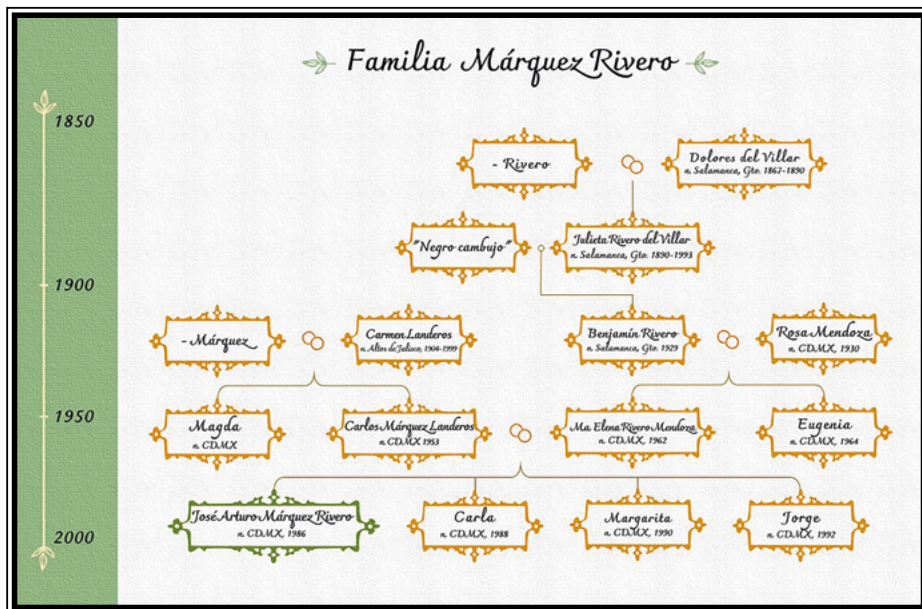 Familia Márquez Rivero
1850
- Rivero
Dolores del Villar
n. Salamanca, Gto. 1867-1890
"Negro cambujo"
Julieta Rivero del Villar
n. Salamanca, Gto. 1890-1993
1900
- Márquez
Carmen Landeros
n. Altos de Jalisco, 1904-1999
Benjamín Rivero
n. Salamanca, Gto. 1929
Rosa Mendoza
n. CDMX, 1930
1950
Magda
n. CDMX
Carlos Márquez Landeros
n. CDMX 1953
Ma. Elena Rivero Mendoza
n. CDMX, 1962
Eugenia
n. CDMX, 1964
José Arturo Márquez Rivero
n. CDMX, 1986
Carla
n. CDMX, 1988
Margarita
n. CDMX, 1990
Jorge
n. CDMX, 1992
2000